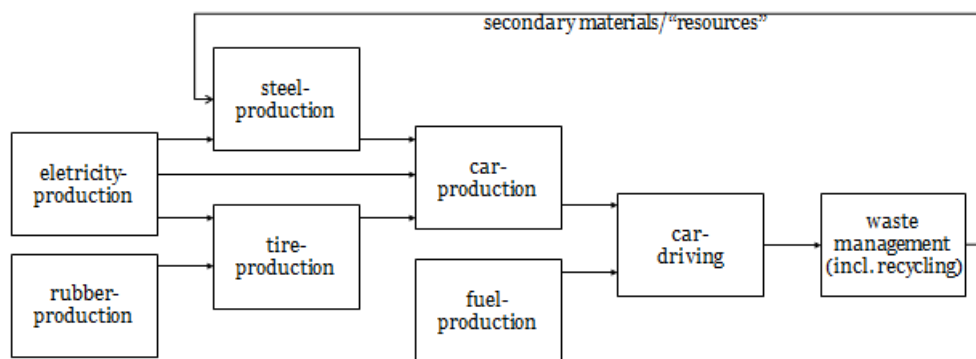 secondary materials/“resources”
steel-
production
eletricity-
production
car-
production
tire-
production
rubber-
production
fuel-
production
car-
driving
waste
management
(incl. recycling)